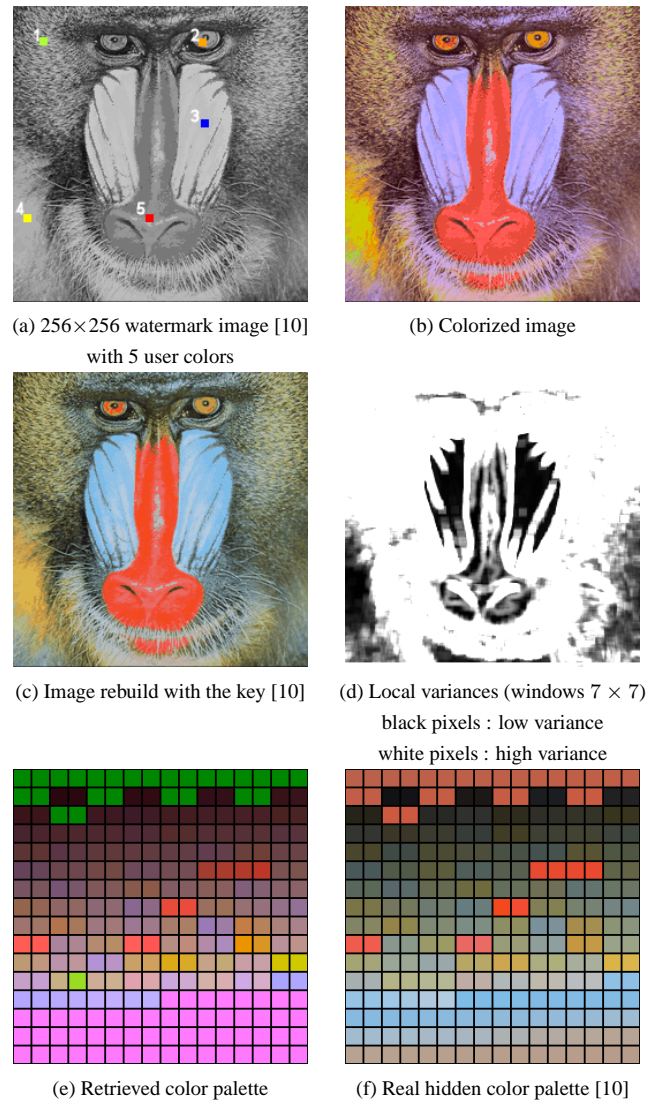 1
2
3
4
5
(a) 256×256 watermark image [10]
with 5 user colors
(b) Colorized image
(c) Image rebuild with the key [10]
(d) Local variances (windows 7 × 7)
black pixels : low variance
white pixels : high variance
(e) Retrieved color palette
(f) Real hidden color palette [10]